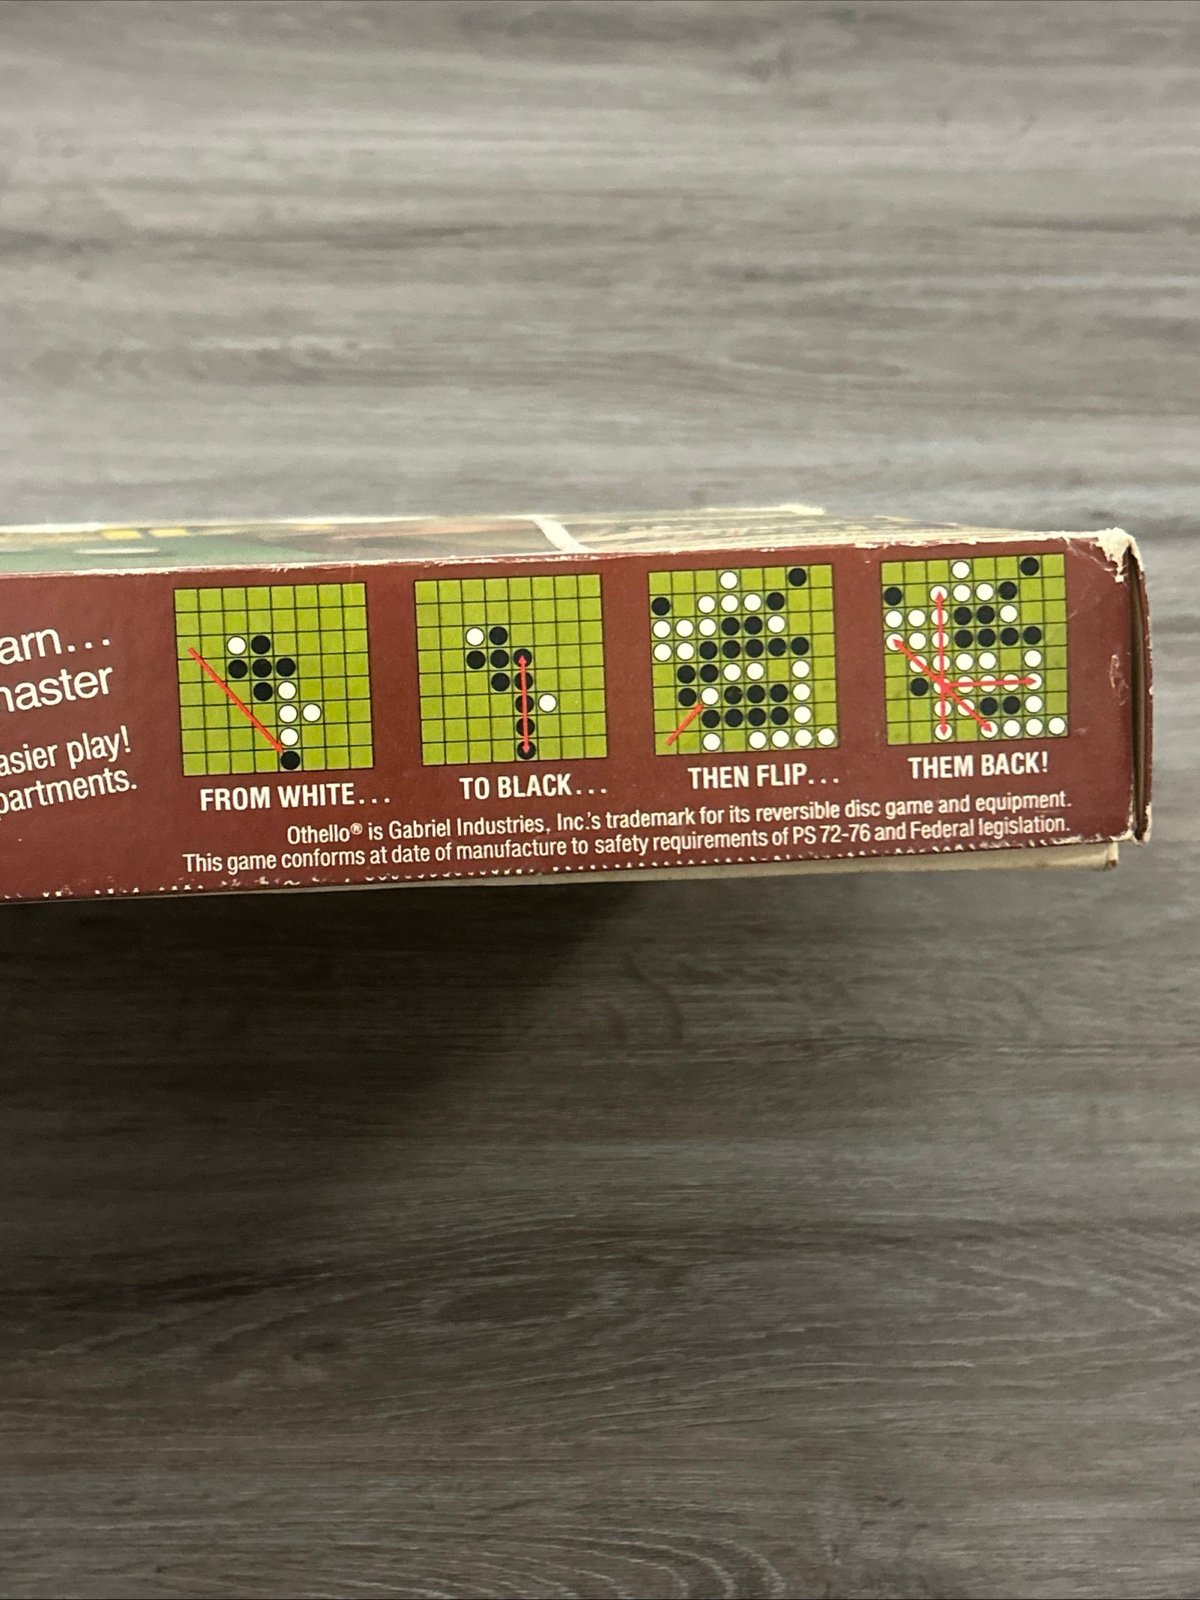 arn...
naster
asier play!
partments.
FROM WHITE...
TO BLACK...
THEN FLIP...
THEM BACK!
Othello® is Gabriel Industries, Inc.'s trademark for its reversible disc game and equipment.
This game conforms at date of manufacture to safety requirements of PS 72-76 and Federal legislation.